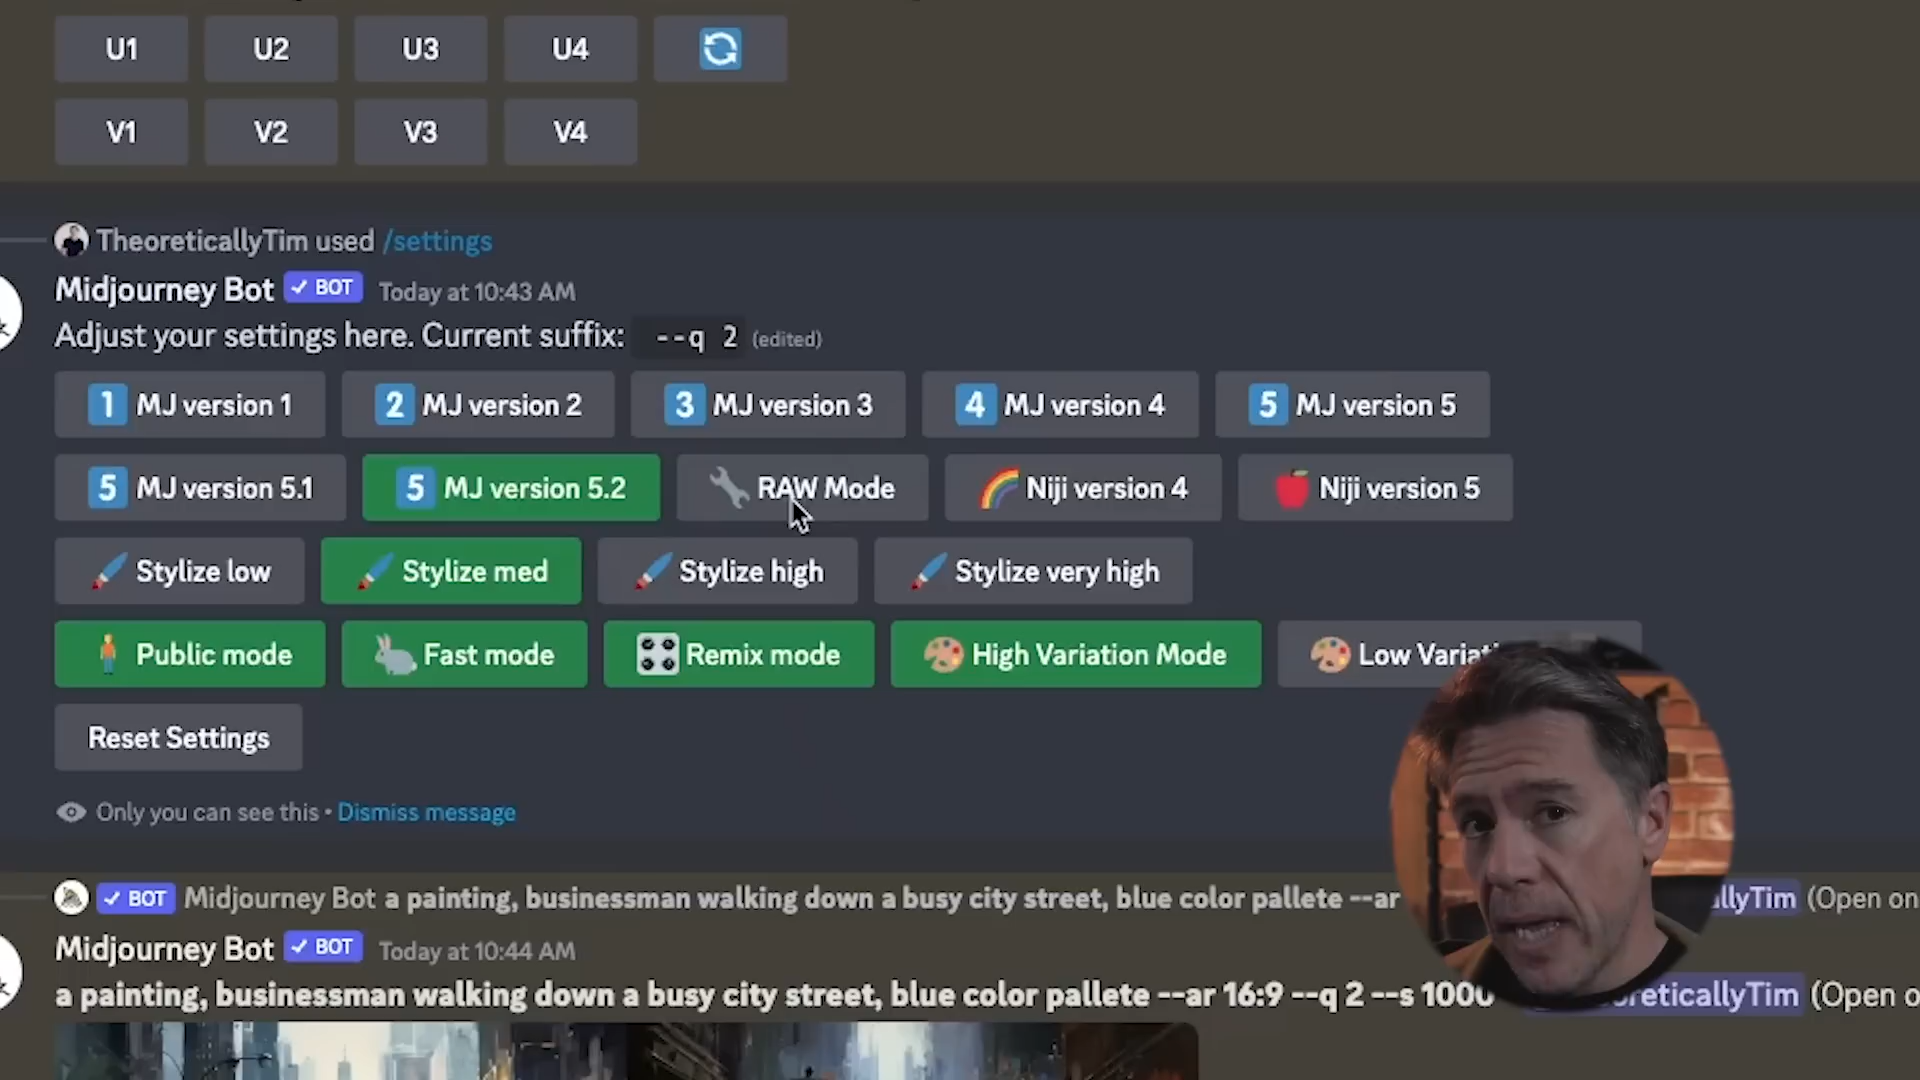 U1 U2 U3 U4
V1 V2 V3 V4
TheoreticallyTim used /settings
Midjourney Bot ✓ BOT Today at 10:43 AM
Adjust your settings here. Current suffix: --q 2 (edited)
1 MJ version 1 2 MJ version 2 3 MJ version 3 4 MJ version 4 5 MJ version 5
5 MJ version 5.1 5 MJ version 5.2 RAW Mode Niji version 4 Niji version 5
Stylize low Stylize med Stylize high Stylize very high
Public mode Fast mode Remix mode High Variation Mode Low
Reset Settings
Only you can see this • Dismiss message
✓ BOT Midjourney Bot a painting, businessman walking down a busy city street, blue color pallete --ar llyTim (Open on
Midjourney Bot ✓ BOT Today at 10:44 AM
a painting, businessman walking down a busy city street, blue color pallete --ar 16:9 --q 2 --s 1000 oreticallyTim (Open